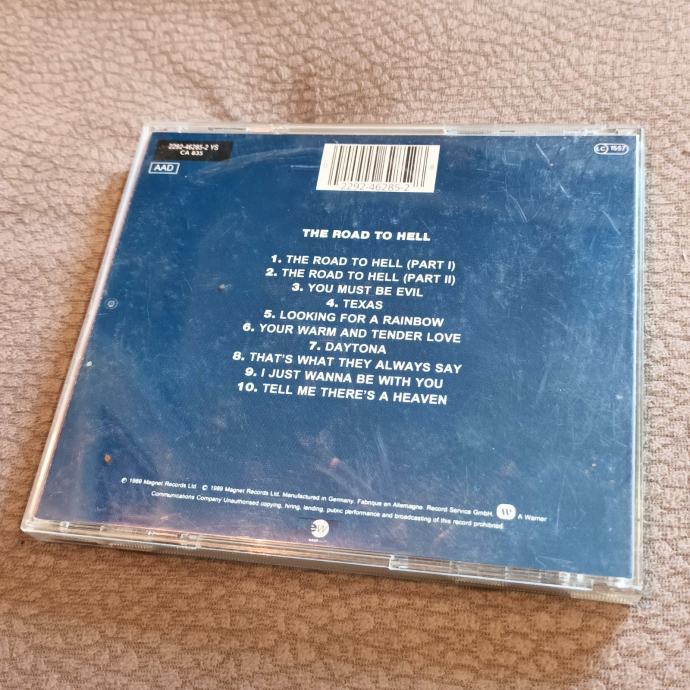 2292-46285-2 YS
CA 835
AAD
2292-46285-2
LC 1557
THE ROAD TO HELL
1. THE ROAD TO HELL (PART I)
2. THE ROAD TO HELL (PART II)
3. YOU MUST BE EVIL
4. TEXAS
5. LOOKING FOR A RAINBOW
6. YOUR WARM AND TENDER LOVE
7. DAYTONA
8. THAT'S WHAT THEY ALWAYS SAY
9. I JUST WANNA BE WITH YOU
10. TELL ME THERE'S A HEAVEN
℗ 1989 Magnet Records Ltd. © 1989 Magnet Records Ltd. Manufactured in Germany. Fabriqué en Allemagne. Record Service GmbH. W A Warner
Communications Company Unauthorised copying, hiring, lending, public performance and broadcasting of this record prohibited